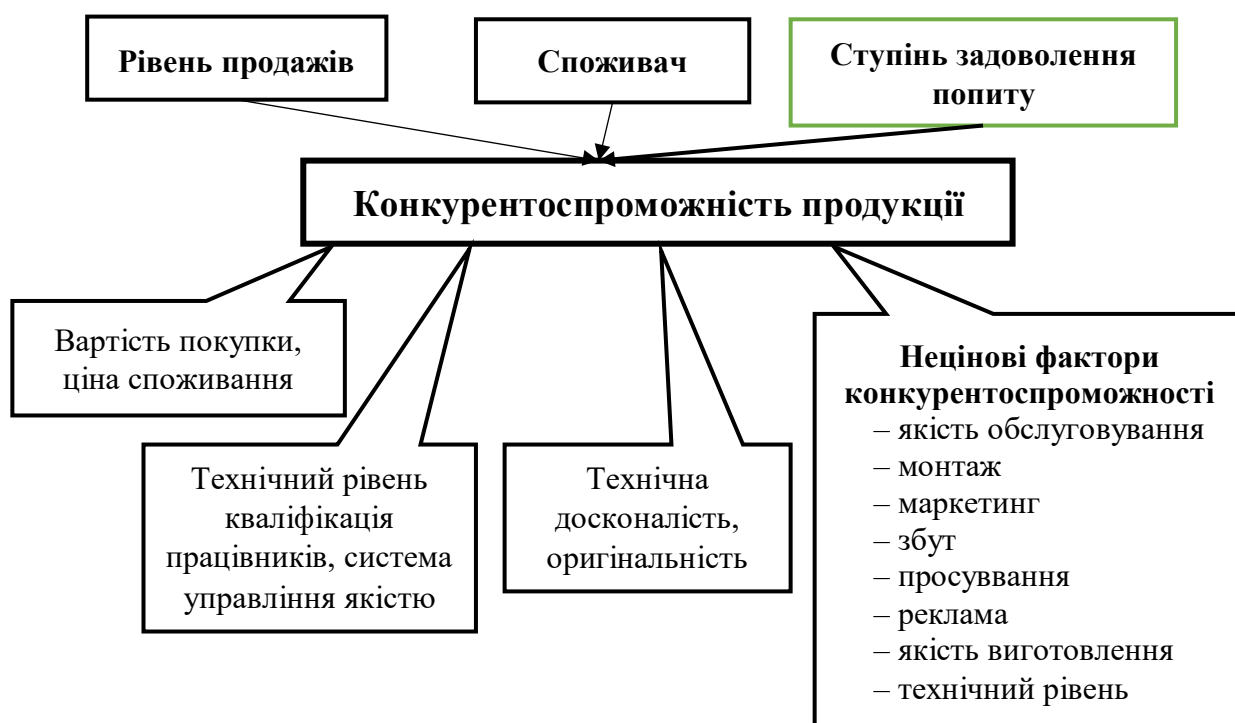 Рівень продажів
Споживач
Ступінь задоволення
попиту
Конкурентоспроможність продукції
Вартість покупки,
ціна споживання
Технічний рівень
кваліфікація
працівників, система
управління якістю
Технічна
досконалість,
оригінальність
Нецінові фактори
конкурентоспроможності
– якість обслуговування
– монтаж
– маркетинг
– збут
– просуввання
– реклама
– якість виготовлення
– технічний рівень